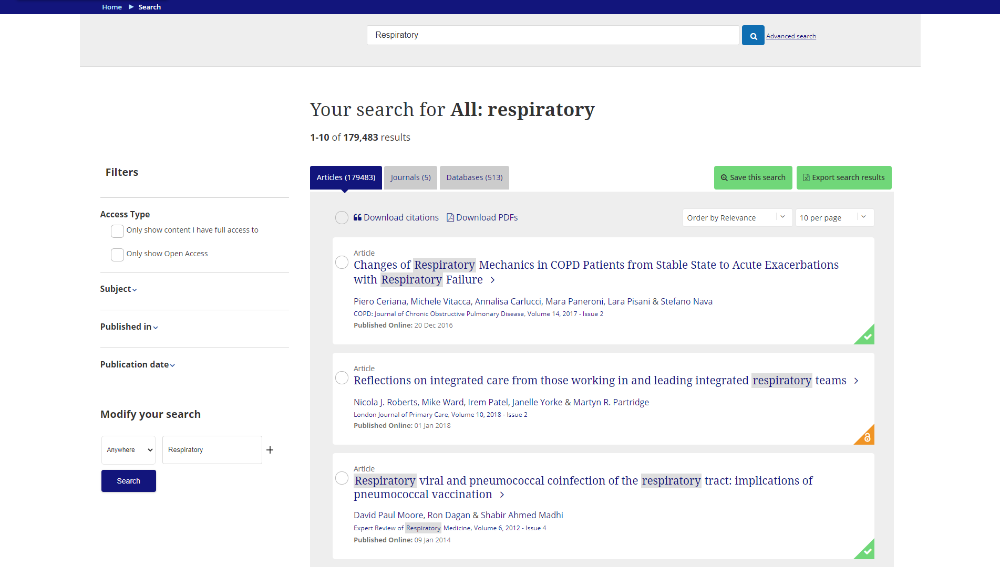 Home Search
Respiratory
Advanced search
Your search for All: respiratory
1-10 of 179,483 results
Filters
Access Type
Only show content I have full access to
Only show Open Access
Subject
Published in
Publication date
Modify your search
Anywhere Respiratory
Search
Articles (179483) Journals (5) Databases (513) Save this search Export search results
Download citations Download PDFs Order by Relevance 10 per page
Article
Changes of Respiratory Mechanics in COPD Patients from Stable State to Acute Exacerbations
with Respiratory Failure
Piero Ceriana, Michele Vitacca, Annalisa Carlucci, Mara Paneroni, Lara Pisani & Stefano Nava
COPD: Journal of Chronic Obstructive Pulmonary Disease, Volume 14, 2017 - Issue 2
Published Online: 20 Dec 2016
Article
Reflections on integrated care from those working in and leading integrated respiratory teams
Nicola J. Roberts, Mike Ward, Irem Patel, Janelle Yorke & Martyn R. Partridge
London Journal of Primary Care, Volume 10, 2018 - Issue 2
Published Online: 01 Jan 2018
Article
Respiratory viral and pneumococcal coinfection of the respiratory tract: implications of
pneumococcal vaccination
David Paul Moore, Ron Dagan & Shabir Ahmed Madhi
Expert Review of Respiratory Medicine, Volume 6, 2012 - Issue 4
Published Online: 09 Jan 2014